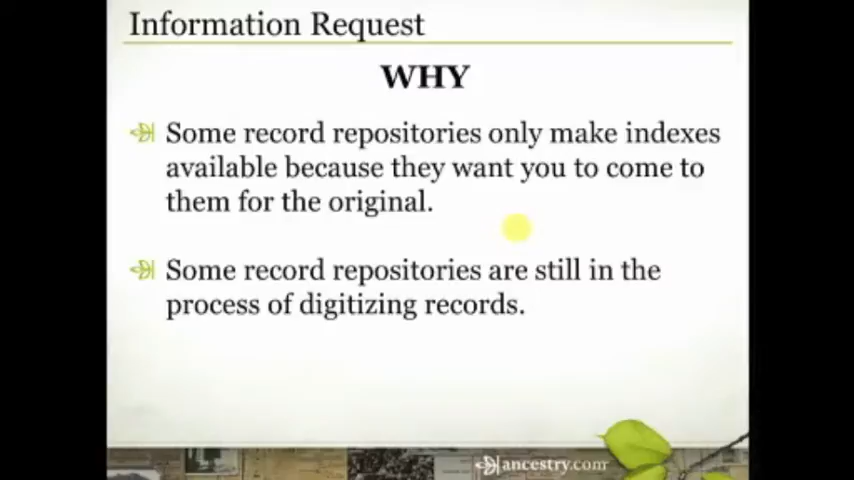 Information Request
WHY
Some record repositories only make indexes
available because they want you to come to
them for the original.
Some record repositories are still in the
process of digitizing records.
ancestry.com